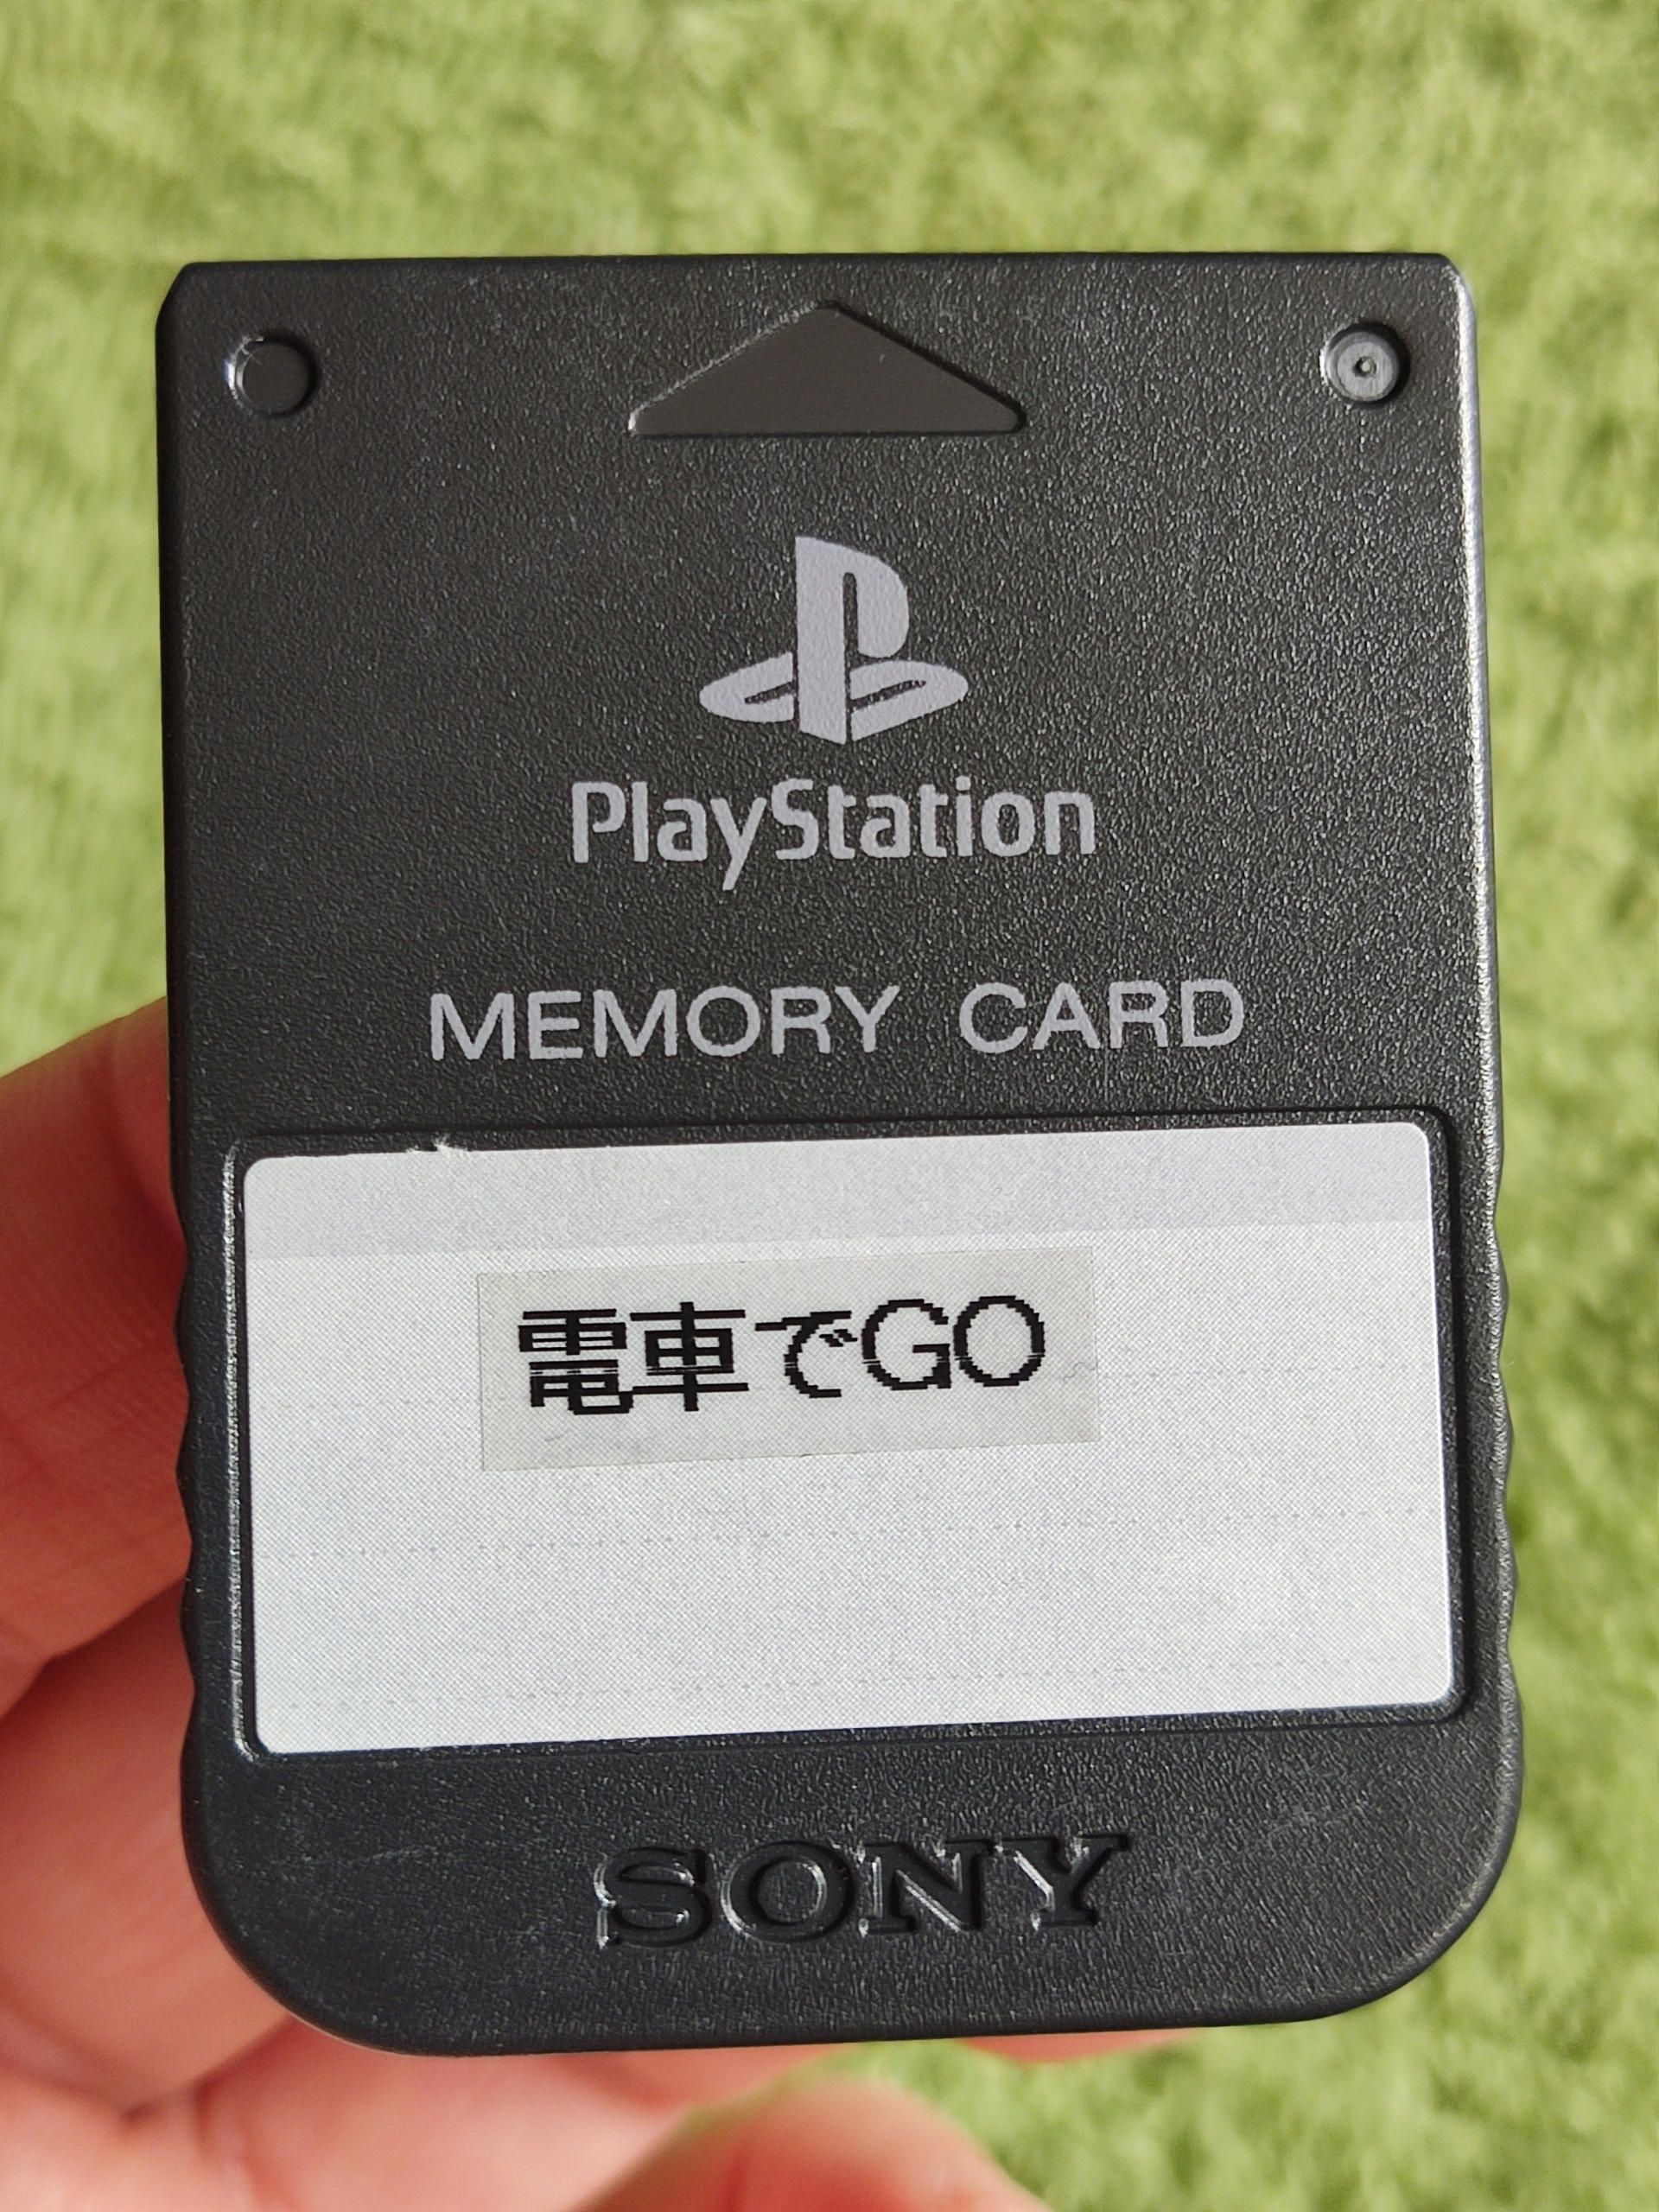 PlayStation
MEMORY CARD
電車でGO
SONY